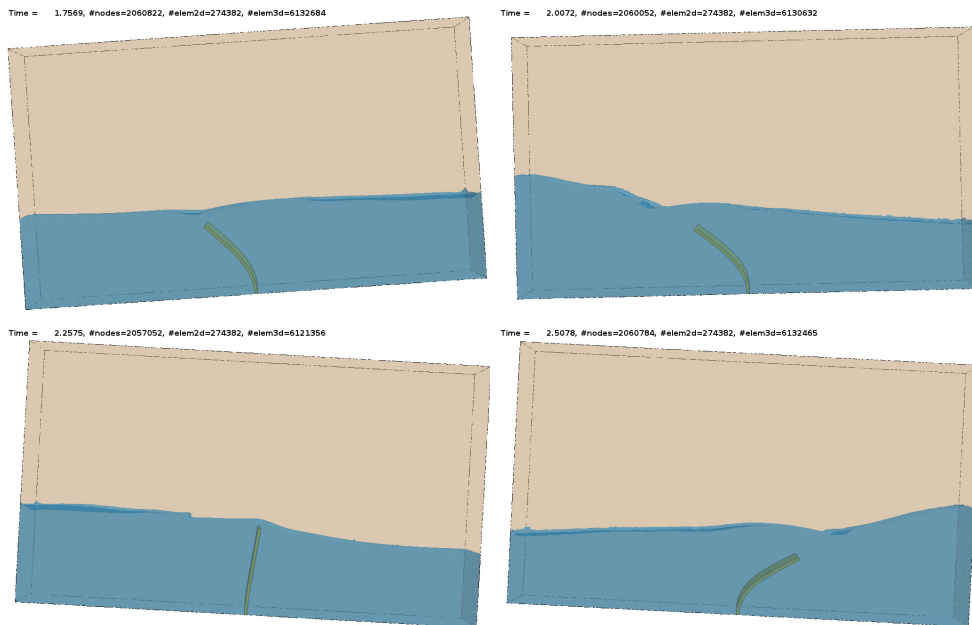 Time = 1.7569, #nodes=2060822, #elem2d=274382, #elem3d=6132684
Time = 2.0072, #nodes=2060052, #elem2d=274382, #elem3d=6130632
Time = 2.2575, #nodes=2057052, #elem2d=274382, #elem3d=6121356
Time = 2.5078, #nodes=2060784, #elem2d=274382, #elem3d=6132465